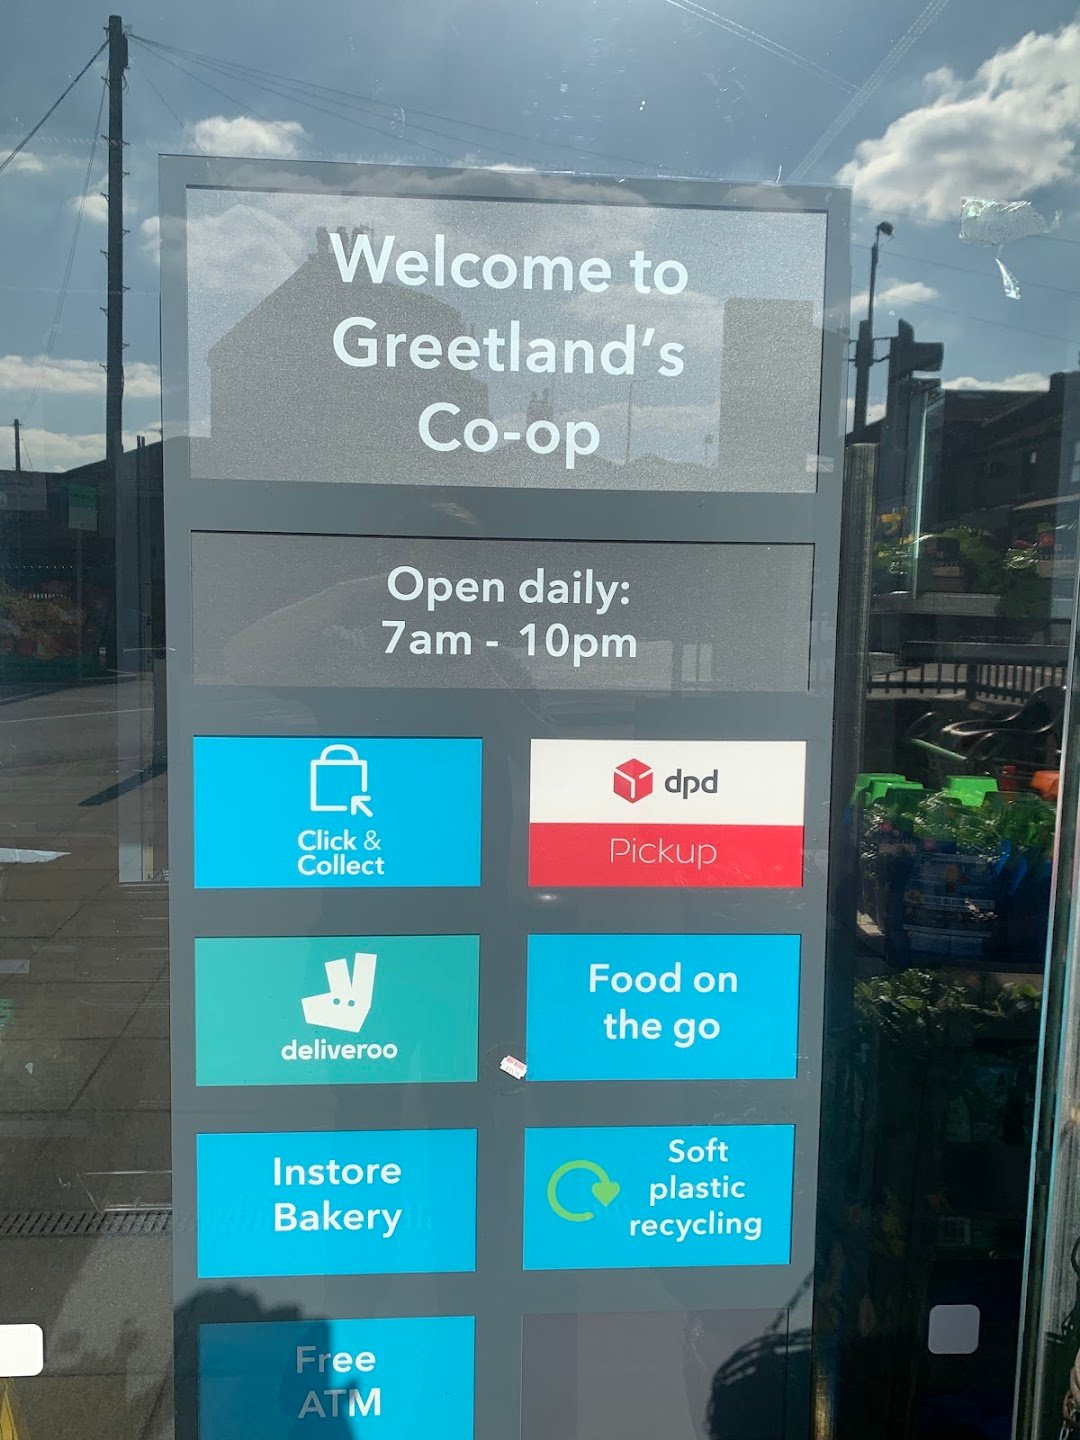 Welcome to
Greetland's
Co-op
Open daily:
7am - 10pm
Click &
Collect
dpd
Pickup
deliveroo
Food on
the go
Instore
Bakery
Soft
plastic
recycling
Free
ATM